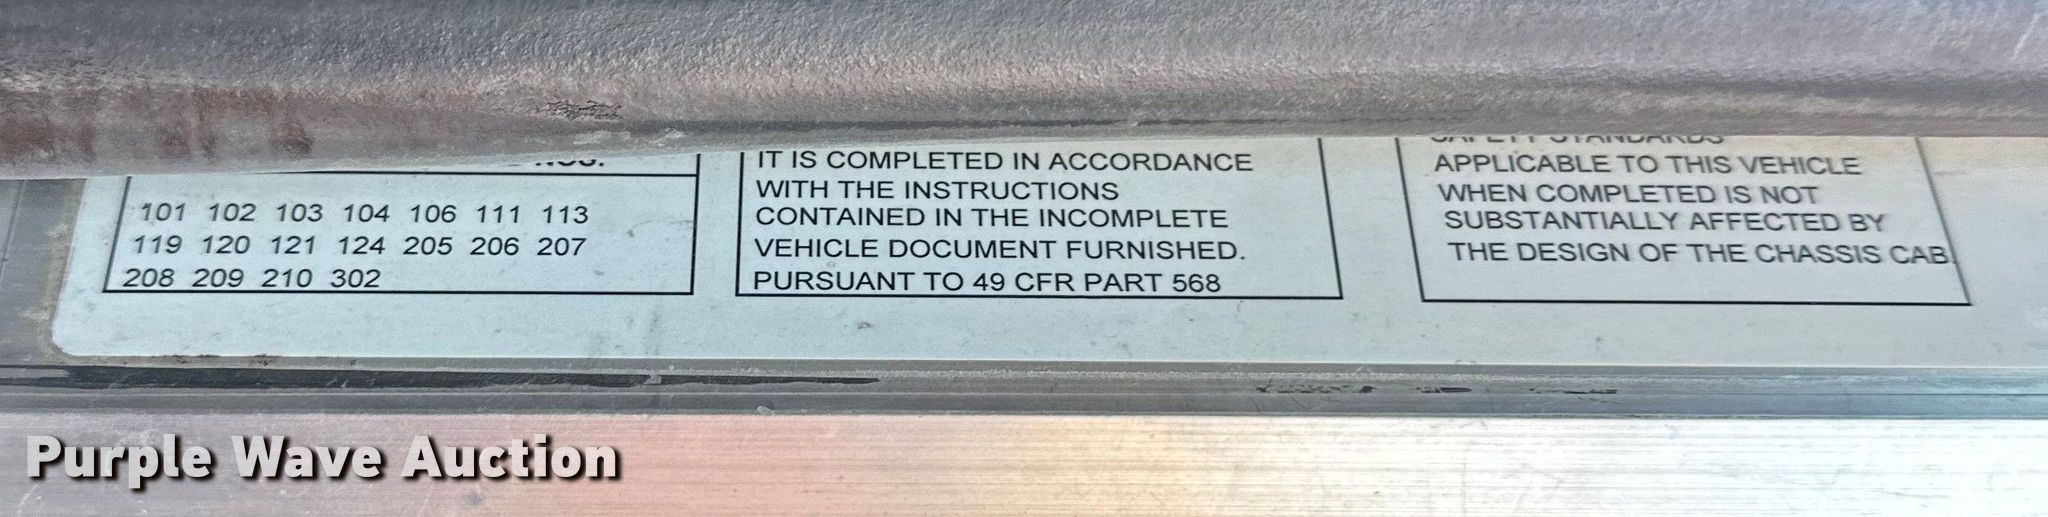 NOS.
101 102 103 104 106 111 113
119 120 121 124 205 206 207
208 209 210 302
IT IS COMPLETED IN ACCORDANCE
WITH THE INSTRUCTIONS
CONTAINED IN THE INCOMPLETE
VEHICLE DOCUMENT FURNISHED.
PURSUANT TO 49 CFR PART 568
SAFETY STANDARDS
APPLICABLE TO THIS VEHICLE
WHEN COMPLETED IS NOT
SUBSTANTIALLY AFFECTED BY
THE DESIGN OF THE CHASSIS CAB.
Purple Wave Auction